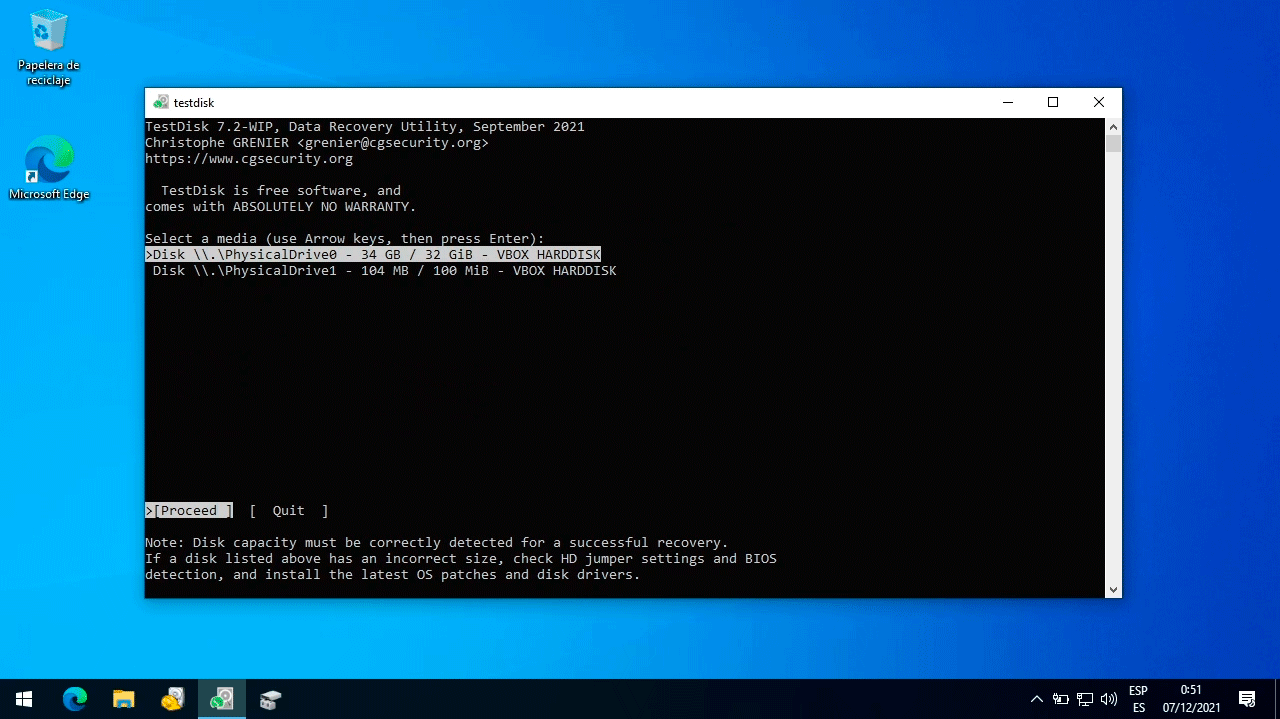 Papelera de
reciclaje
Microsoft Edge
testdisk
TestDisk 7.2-WIP, Data Recovery Utility, September 2021
Christophe GRENIER <grenier@cgsecurity.org>
https://www.cgsecurity.org
TestDisk is free software, and
comes with ABSOLUTELY NO WARRANTY.
Select a media (use Arrow keys, then press Enter):
>Disk \\.\PhysicalDrive0 - 34 GB / 32 GiB - VBOX HARDDISK
Disk \\.\PhysicalDrive1 - 104 MB / 100 MiB - VBOX HARDDISK
>[Proceed ]  [  Quit  ]
Note: Disk capacity must be correctly detected for a successful recovery.
If a disk listed above has an incorrect size, check HD jumper settings and BIOS
detection, and install the latest OS patches and disk drivers.
ESP
ES
0:51
07/12/2021